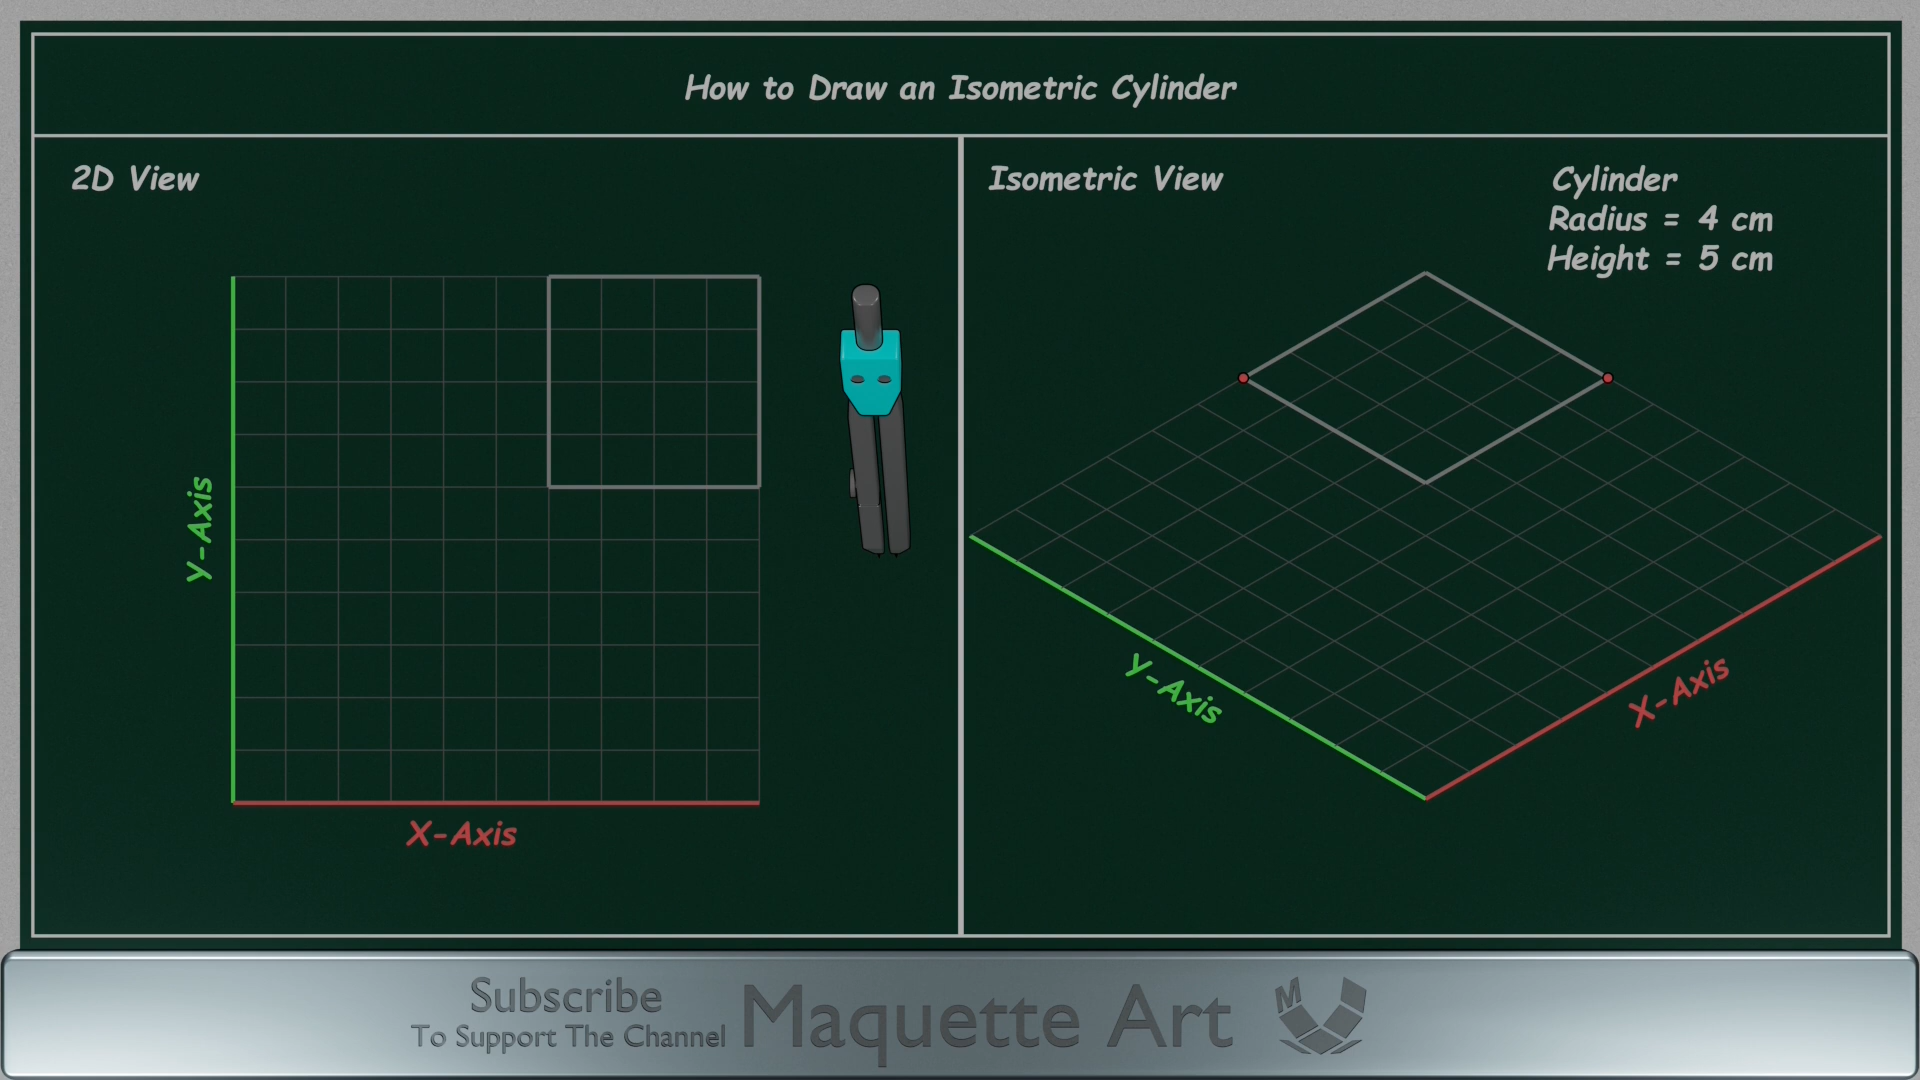 How to Draw an Isometric Cylinder
2D View
Y-Axis
X-Axis
Isometric View
Cylinder
Radius = 4 cm
Height = 5 cm
Y-Axis
X-Axis
Subscribe
To Support The Channel
Maquette Art
M